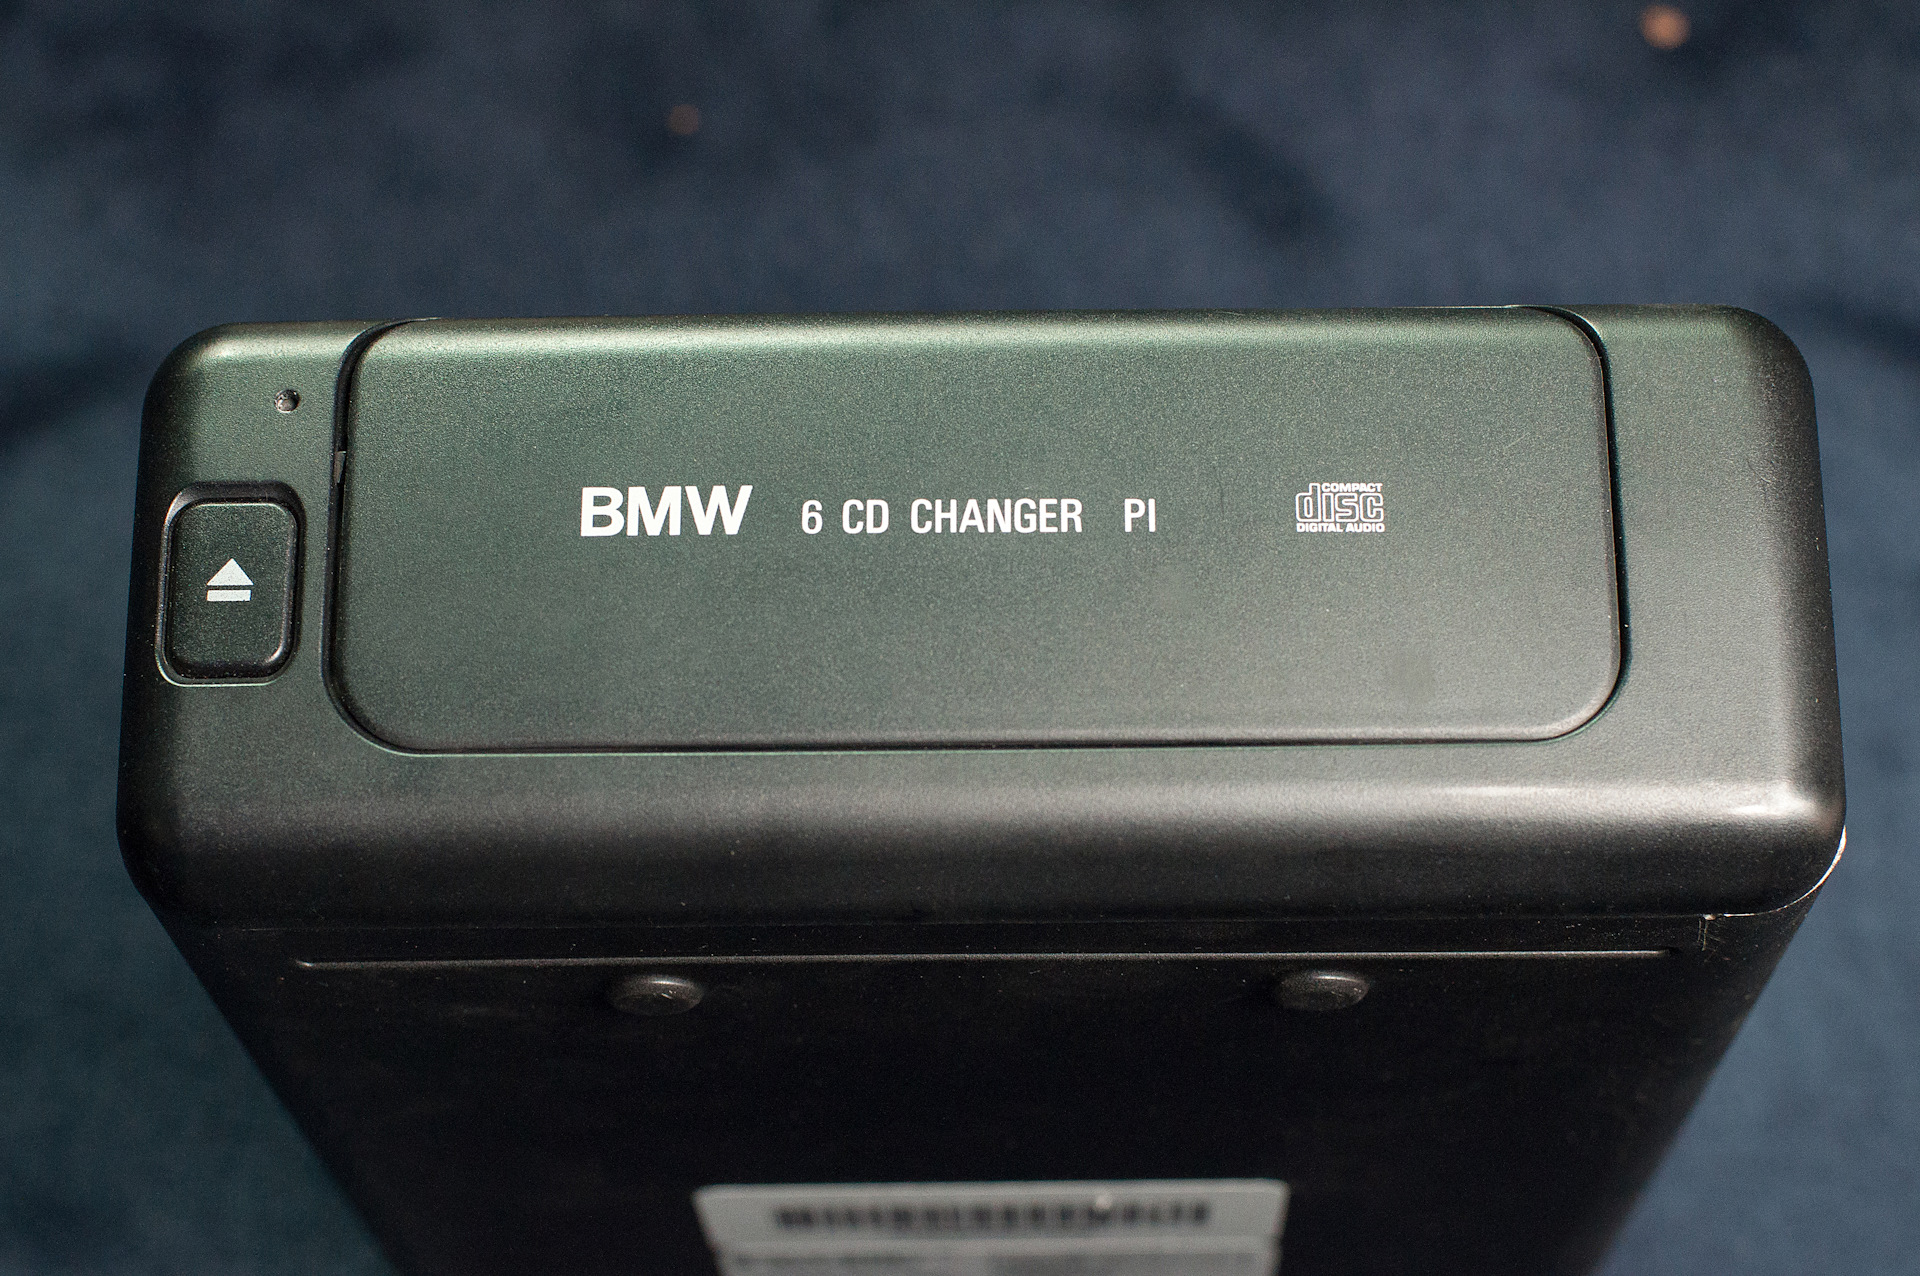 BMW 6 CD CHANGER PI
COMPACT
disc
DIGITAL AUDIO